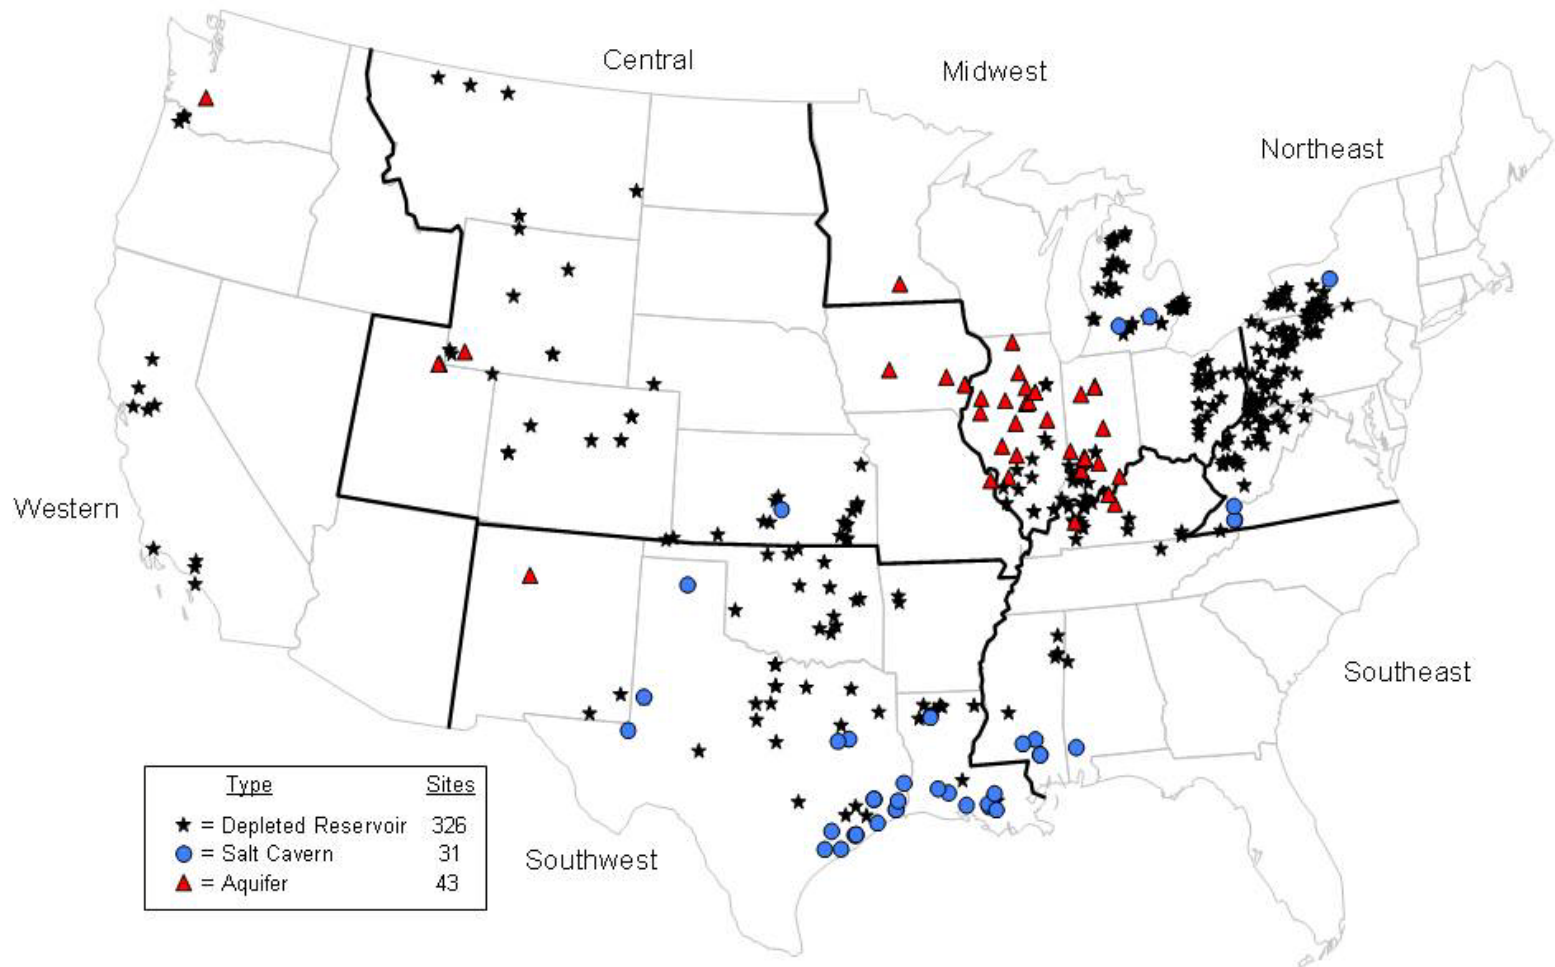 Central
Midwest
Northeast
Western
Southeast
Southwest
Type Sites
= Depleted Reservoir 326
= Salt Cavern 31
= Aquifer 43